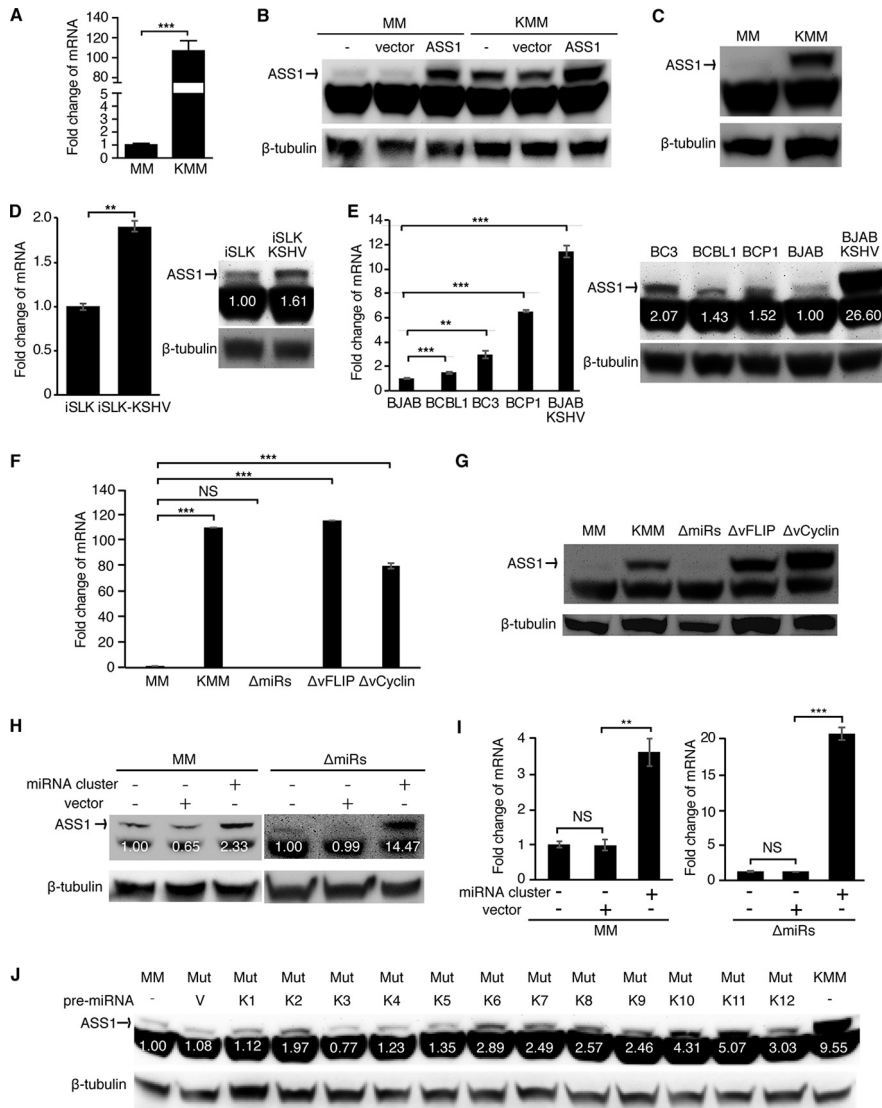 A
Fold change of mRNA
***
140
120
100
80
60
40
20
5
4
3
2
1
0
MM KMM
B
MM KMM
- vector ASS1 - vector ASS1
ASS1→
β-tubulin
C
MM KMM
ASS1→
β-tubulin
D
Fold change of mRNA
**
2.0
1.5
1.0
0.5
0
iSLK iSLK-KSHV
iSLK iSLK
KSHV
ASS1→
1.00 1.61
β-tubulin
E
Fold change of mRNA
14
12
10
8
6
4
2
0
***
***
**
***
BJAB BCBL1 BC3 BCP1 BJAB
KSHV
BC3 BCBL1 BCP1 BJAB BJAB
KSHV
ASS1→
2.07 1.43 1.52 1.00 26.60
β-tubulin
F
Fold change of mRNA
***
***
NS
***
140
120
100
80
60
40
20
0
MM KMM ΔmiRs ΔvFLIP ΔvCyclin
G
MM KMM ΔmiRs ΔvFLIP ΔvCyclin
ASS1→
β-tubulin
H
MM ΔmiRs
miRNA cluster - - + - - +
vector - + - - + -
ASS1→
1.00 0.65 2.33 1.00 0.99 14.47
β-tubulin
I
Fold change of mRNA
4
3
2
1
0
**
NS
miRNA cluster - - +
vector - + -
MM
Fold change of mRNA
20
15
10
5
0
***
NS
- - +
- + -
ΔmiRs
J
MM Mut Mut Mut Mut Mut Mut Mut Mut Mut Mut Mut Mut Mut KMM
pre-miRNA - V K1 K2 K3 K4 K5 K6 K7 K8 K9 K10 K11 K12 -
ASS1→
1.00 1.08 1.12 1.97 0.77 1.23 1.35 2.89 2.49 2.57 2.46 4.31 5.07 3.03 9.55
β-tubulin